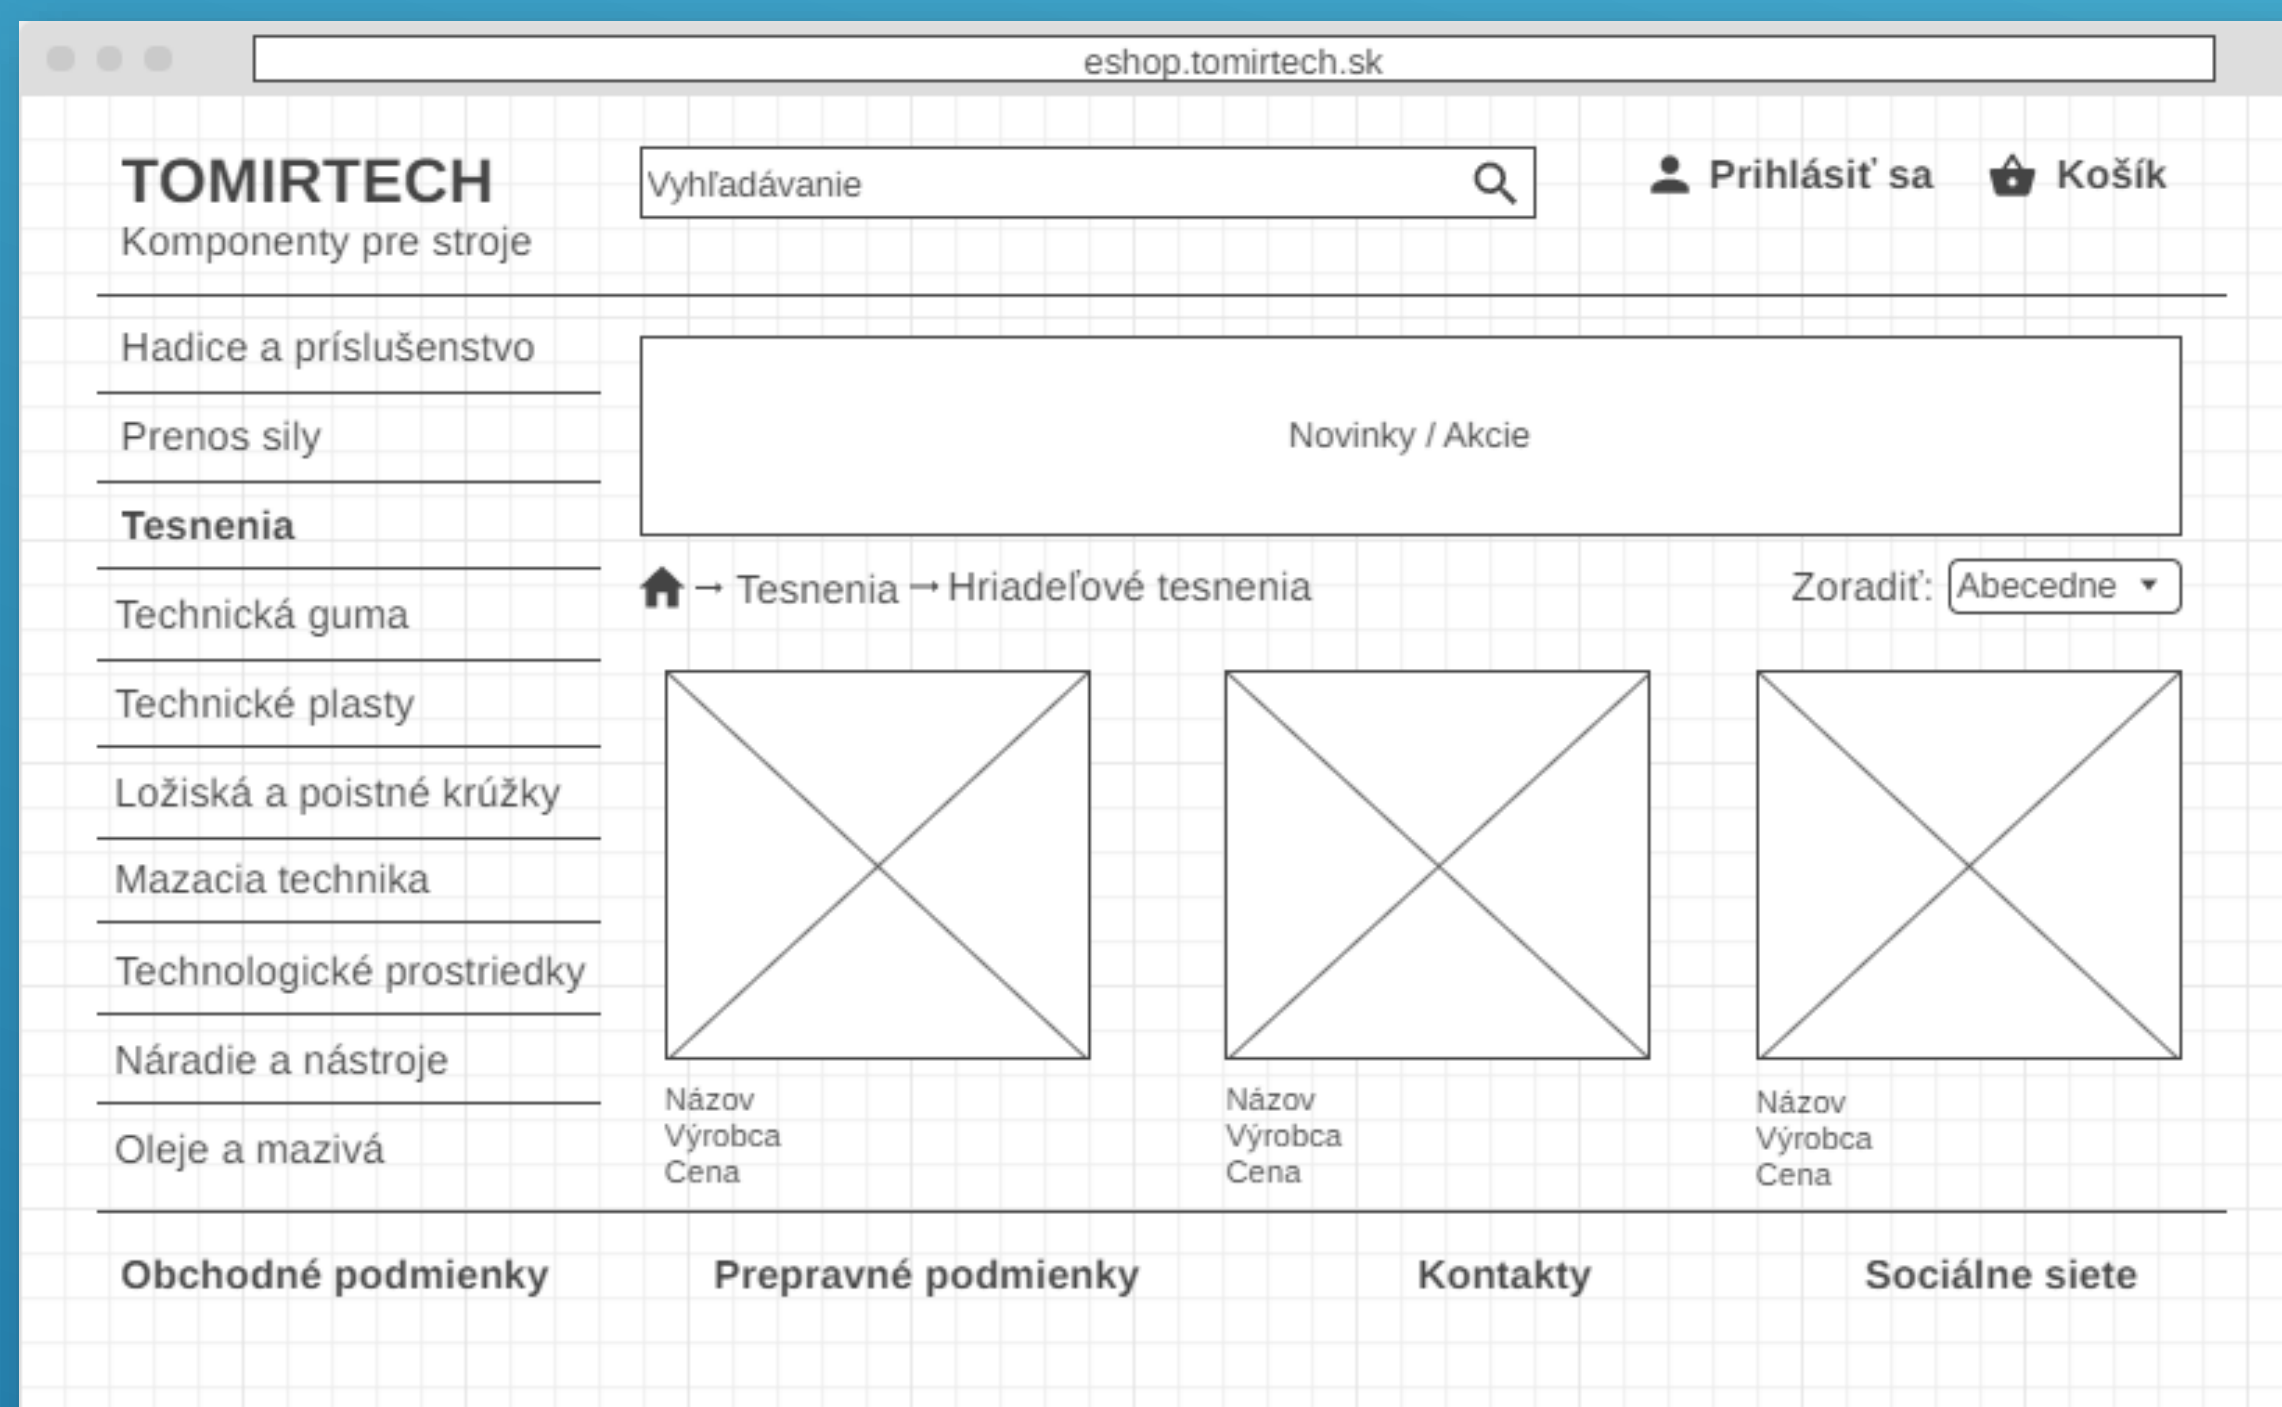 eshop.tomirtech.sk
TOMIRTECH
Komponenty pre stroje
Vyhľadávanie
Prihlásiť sa
Košík
Hadice a príslušenstvo
Prenos sily
Tesnenia
Technická guma
Technické plasty
Ložiská a poistné krúžky
Mazacia technika
Technologické prostriedky
Náradie a nástroje
Oleje a mazivá
Novinky / Akcie
→ Tesnenia → Hriadeľové tesnenia
Zoradiť: Abecedne
Názov
Výrobca
Cena
Názov
Výrobca
Cena
Názov
Výrobca
Cena
Obchodné podmienky
Prepravné podmienky
Kontakty
Sociálne siete